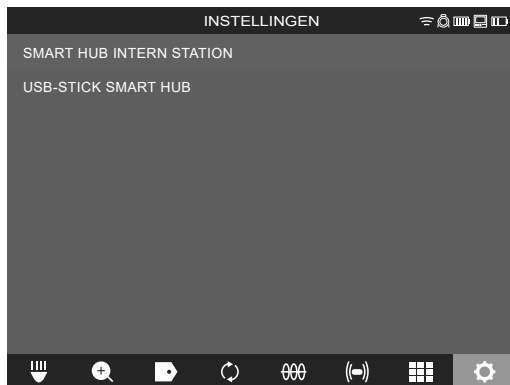 INSTELLINGEN
SMART HUB INTERN STATION
USB-STICK SMART HUB